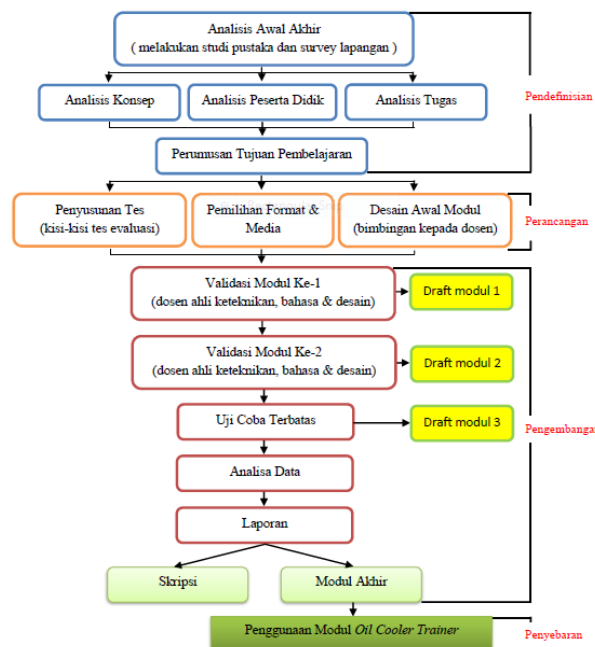 Analisis Awal Akhir
( melakukan studi pustaka dan survey lapangan )
Analisis Konsep
Analisis Peserta Didik
Analisis Tugas
Pendefinisian
Perumusan Tujuan Pembelajaran
Penyusunan Tes
(kisi-kisi tes evaluasi)
Pemilihan Format &
Media
Desain Awal Modul
(bimbingan kepada dosen)
Perancangan
Validasi Modul Ke-1
(dosen ahli keteknikan, bahasa & desain)
Draft modul 1
Validasi Modul Ke-2
(dosen ahli keteknikan, bahasa & desain)
Draft modul 2
Uji Coba Terbatas
Draft modul 3
Pengembangan
Analisa Data
Laporan
Skripsi
Modul Akhir
Penggunaan Modul Oil Cooler Trainer
Penyebaran